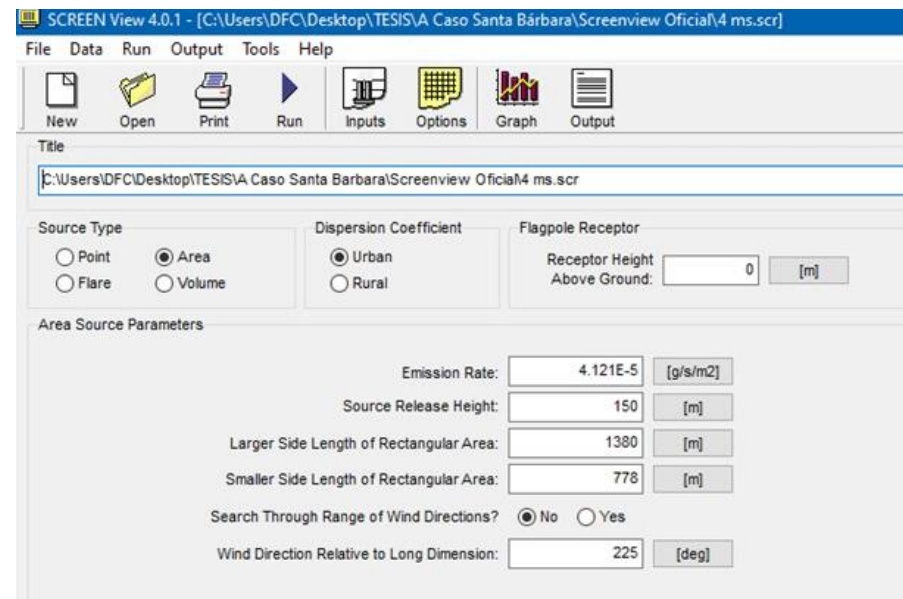 SCREEN View 4.0.1 - [C:\Users\DFC\Desktop\TESIS\A Caso Santa Bárbara\Screenview Oficial\4 ms.scr]
File Data Run Output Tools Help
New Open Print Run Inputs Options Graph Output
Title
C:\Users\DFC\Desktop\TESIS\A Caso Santa Barbara\Screenview Oficial\4 ms.scr
Source Type Dispersion Coefficient Flagpole Receptor
Point Area Urban Receptor Height Above Ground: 0 [m]
Flare Volume Rural
Area Source Parameters
Emission Rate: 4.121E-5 [g/s/m2]
Source Release Height: 150 [m]
Larger Side Length of Rectangular Area: 1380 [m]
Smaller Side Length of Rectangular Area: 778 [m]
Search Through Range of Wind Directions? No Yes
Wind Direction Relative to Long Dimension: 225 [deg]